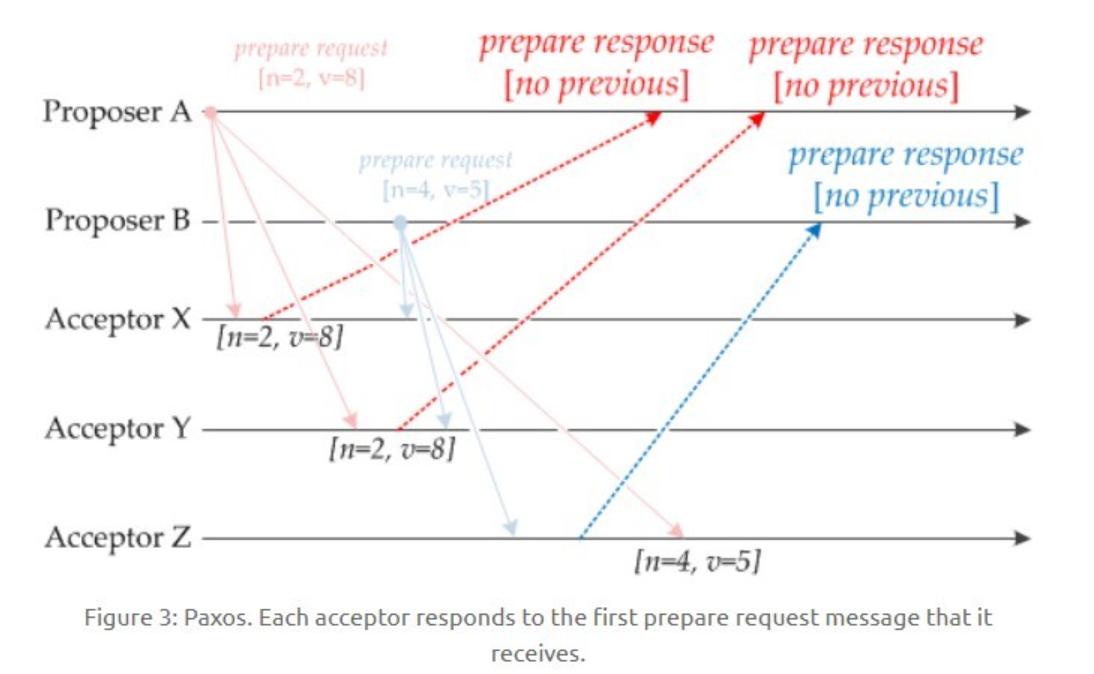 prepare request
[n=2, v=8]
prepare response
[no previous]
prepare response
[no previous]
Proposer A
prepare request
[n=4, v=5]
prepare response
[no previous]
Proposer B
Acceptor X
[n=2, v=8]
Acceptor Y
[n=2, v=8]
Acceptor Z
[n=4, v=5]
Figure 3: Paxos. Each acceptor responds to the first prepare request message that it
receives.